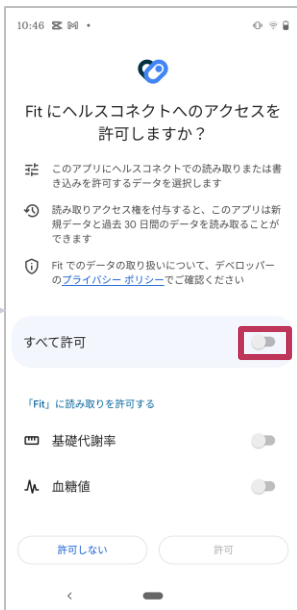 10:46
Fit にヘルスコネクトへのアクセスを
許可しますか？
このアプリにヘルスコネクトでの読み取りまたは書
き込みを許可するデータを選択します
読み取りアクセス権を付与すると、このアプリは新
規データと過去 30 日間のデータを読み取ることが
できます
Fit でのデータの取り扱いについて、デベロッパー
のプライバシー ポリシーでご確認ください
すべて許可
「Fit」に読み取りを許可する
基礎代謝率
血糖値
許可しない
許可